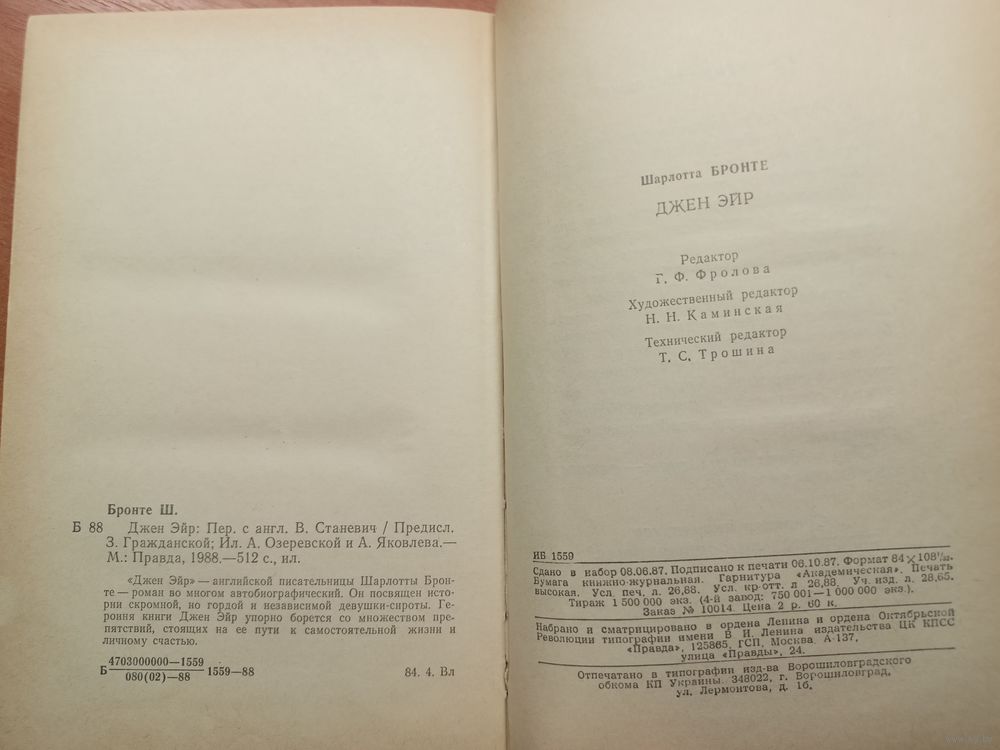 Бронте Ш.
Б 88 Джен Эйр: Пер. с англ. В. Станевич / Предисл.
З. Гражданской; Ил. А. Озеревской и А. Яковлева.—
М.: Правда, 1988.—512 с., ил.
«Джен Эйр» — английской писательницы Шарлотты Брон-
те — роман во многом автобиографический. Он посвящен исто-
рии скромной, но гордой и независимой девушки-сироты. Ге-
роиня книги Джен Эйр упорно борется со множеством пре-
пятствий, стоящих на ее пути к самостоятельной жизни и
личному счастью.
4703000000—1559
Б 1559—88 84. 4. Вл
080(02)—88
Шарлотта БРОНТЕ
ДЖЕН ЭЙР
Редактор
Г. Ф. Фролова
Художественный редактор
Н. Н. Каминская
Технический редактор
Т. С. Трошина
ИБ 1559
Сдано в набор 08.06.87. Подписано к печати 06.10.87. Формат 84×108¹/₃₂.
Бумага книжно-журнальная. Гарнитура «Академическая». Печать
высокая. Усл. печ. л. 26,88. Усл. кр-отт. л 26,88. Уч. изд. л. 28,65.
Тираж 1 500 000 экз. (4-й завод: 750 001—1 000 000 экз.).
Заказ № 10014. Цена 2 р. 60 к.
Набрано и сматрицировано в ордена Ленина и ордена Октябрьской
Революции типографии имени В. И. Ленина издательства ЦК КПСС
«Правда», 125865, ГСП, Москва А-137,
улица «Правды», 24.
Отпечатано в типографии изд-ва Ворошиловградского
обкома КП Украины. 348022, г. Ворошиловград,
ул. Лермонтова, д. 1б.